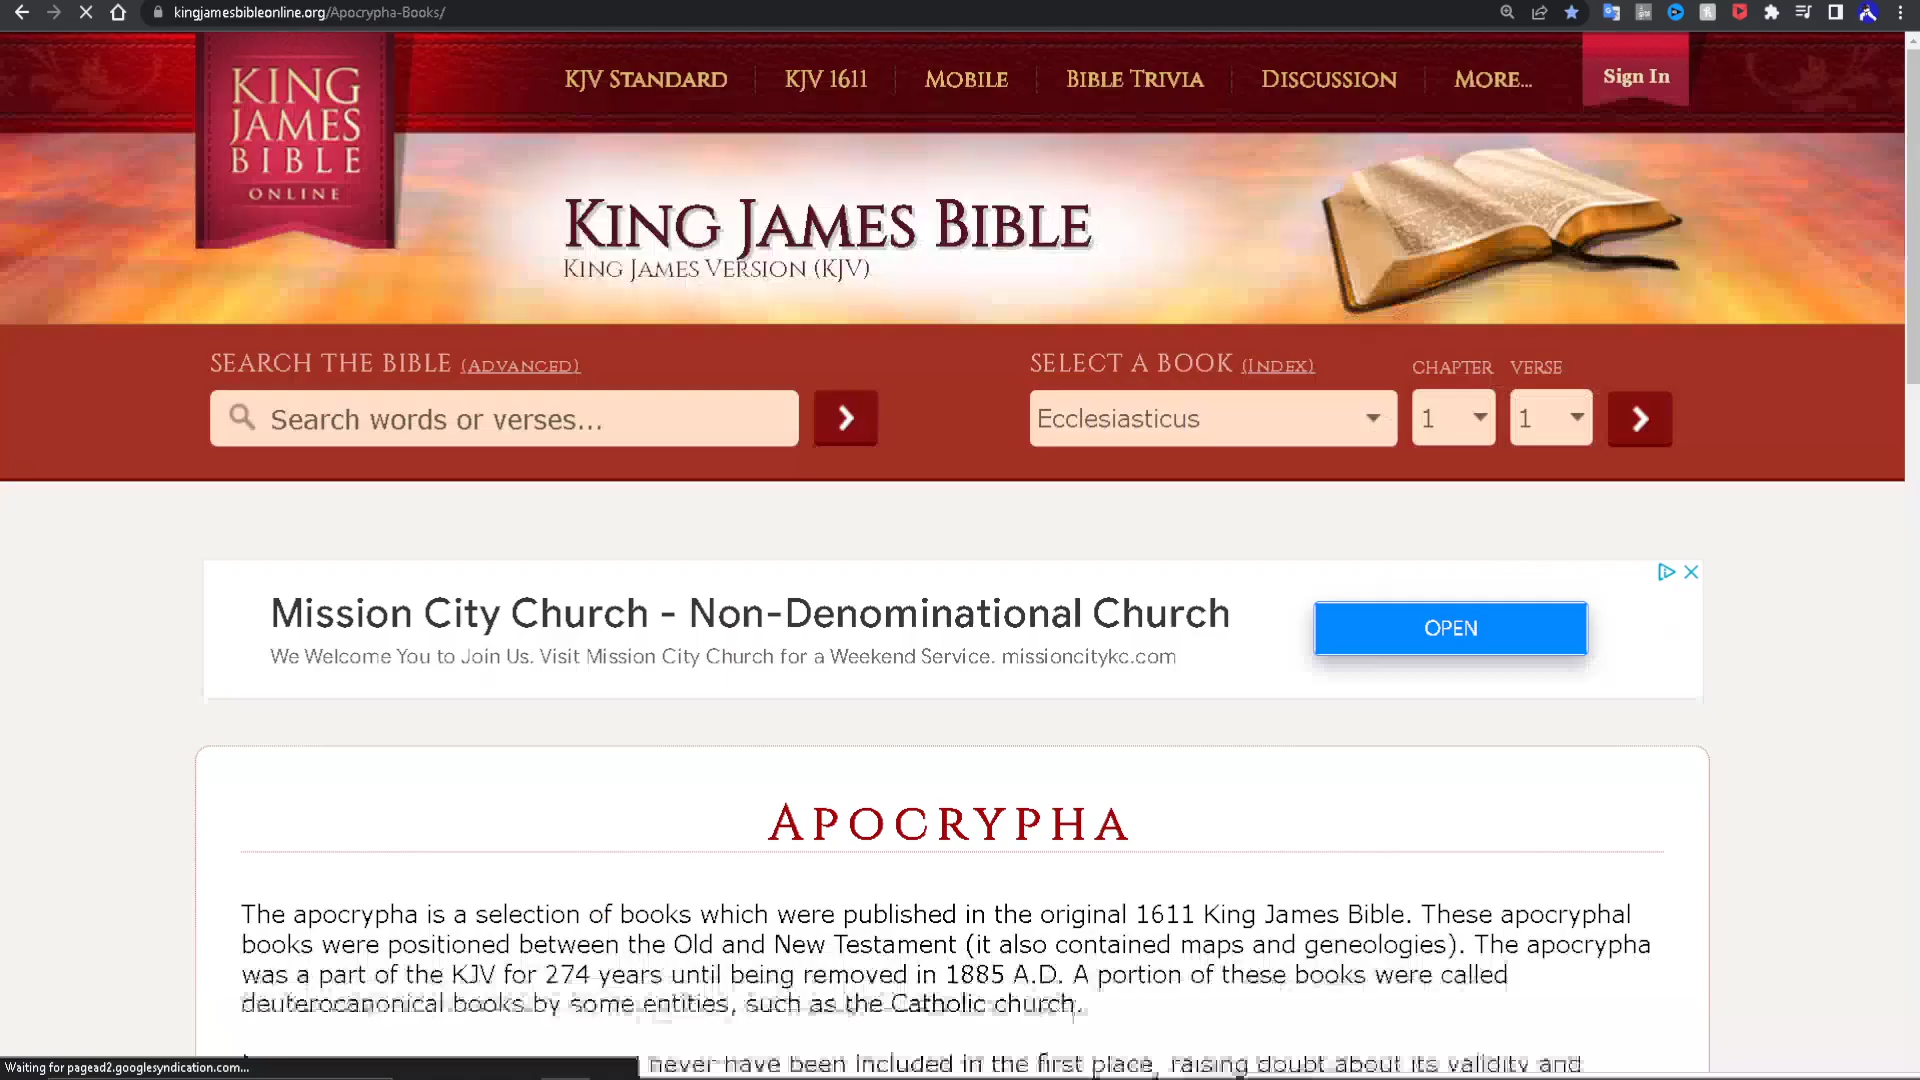 kingjamesbibleonline.org/Apocrypha-Books/
KING
JAMES
BIBLE
ONLINE
KJV STANDARD
KJV 1611
MOBILE
BIBLE TRIVIA
DISCUSSION
MORE...
Sign In
KING JAMES BIBLE
KING JAMES VERSION (KJV)
SEARCH THE BIBLE (ADVANCED)
SELECT A BOOK (INDEX)
CHAPTER
VERSE
Search words or verses...
Ecclesiasticus
1
1
Mission City Church - Non-Denominational Church
We Welcome You to Join Us. Visit Mission City Church for a Weekend Service. missioncitykc.com
OPEN
APOCRYPHA
The apocrypha is a selection of books which were published in the original 1611 King James Bible. These apocryphal
books were positioned between the Old and New Testament (it also contained maps and geneologies). The apocrypha
was a part of the KJV for 274 years until being removed in 1885 A.D. A portion of these books were called
deuterocanonical books by some entities, such as the Catholic church.
never have been included in the first place, raising doubt about its validity and
Waiting for pagead2.googlesyndication.com...